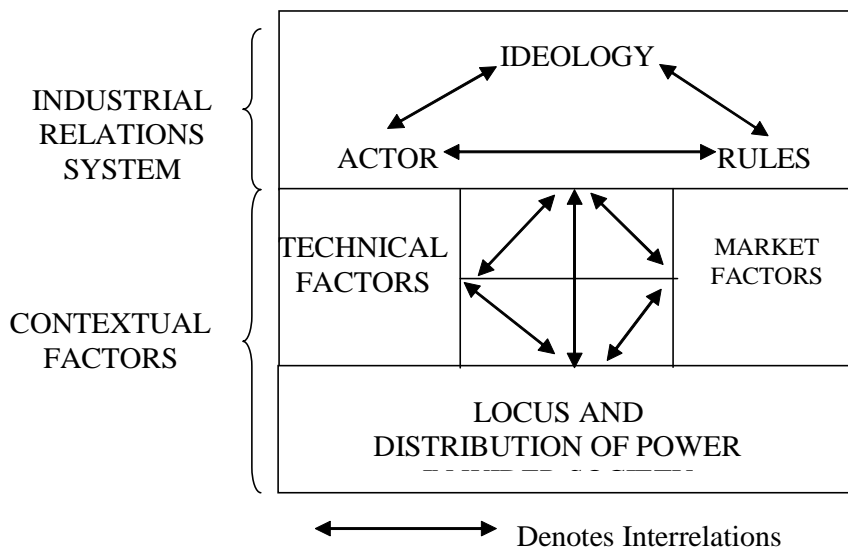 IDEOLOGY
INDUSTRIAL
RELATIONS
SYSTEM
ACTOR
RULES
TECHNICAL
FACTORS
MARKET
FACTORS
CONTEXTUAL
FACTORS
LOCUS AND
DISTRIBUTION OF POWER
Denotes Interrelations